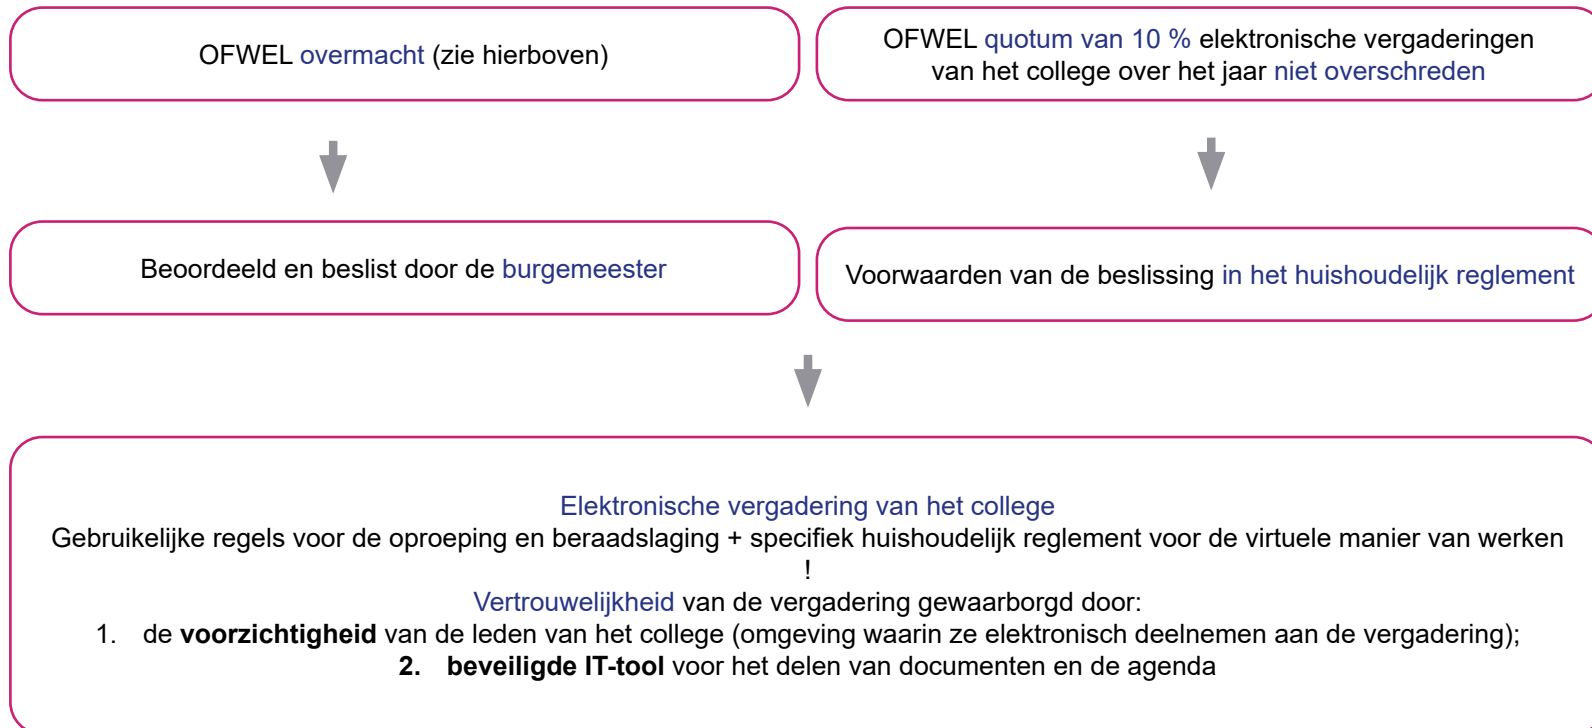 OFWEL overmacht (zie hierboven)
OFWEL quotum van 10 % elektronische vergaderingen
van het college over het jaar niet overschreden
Beoordeeld en beslist door de burgemeester
Voorwaarden van de beslissing in het huishoudelijk reglement
Elektronische vergadering van het college
Gebruikelijke regels voor de oproeping en beraadslaging + specifiek huishoudelijk reglement voor de virtuele manier van werken
!
Vertrouwelijkheid van de vergadering gewaarborgd door:
1. de voorzichtigheid van de leden van het college (omgeving waarin ze elektronisch deelnemen aan de vergadering);
2. beveiligde IT-tool voor het delen van documenten en de agenda